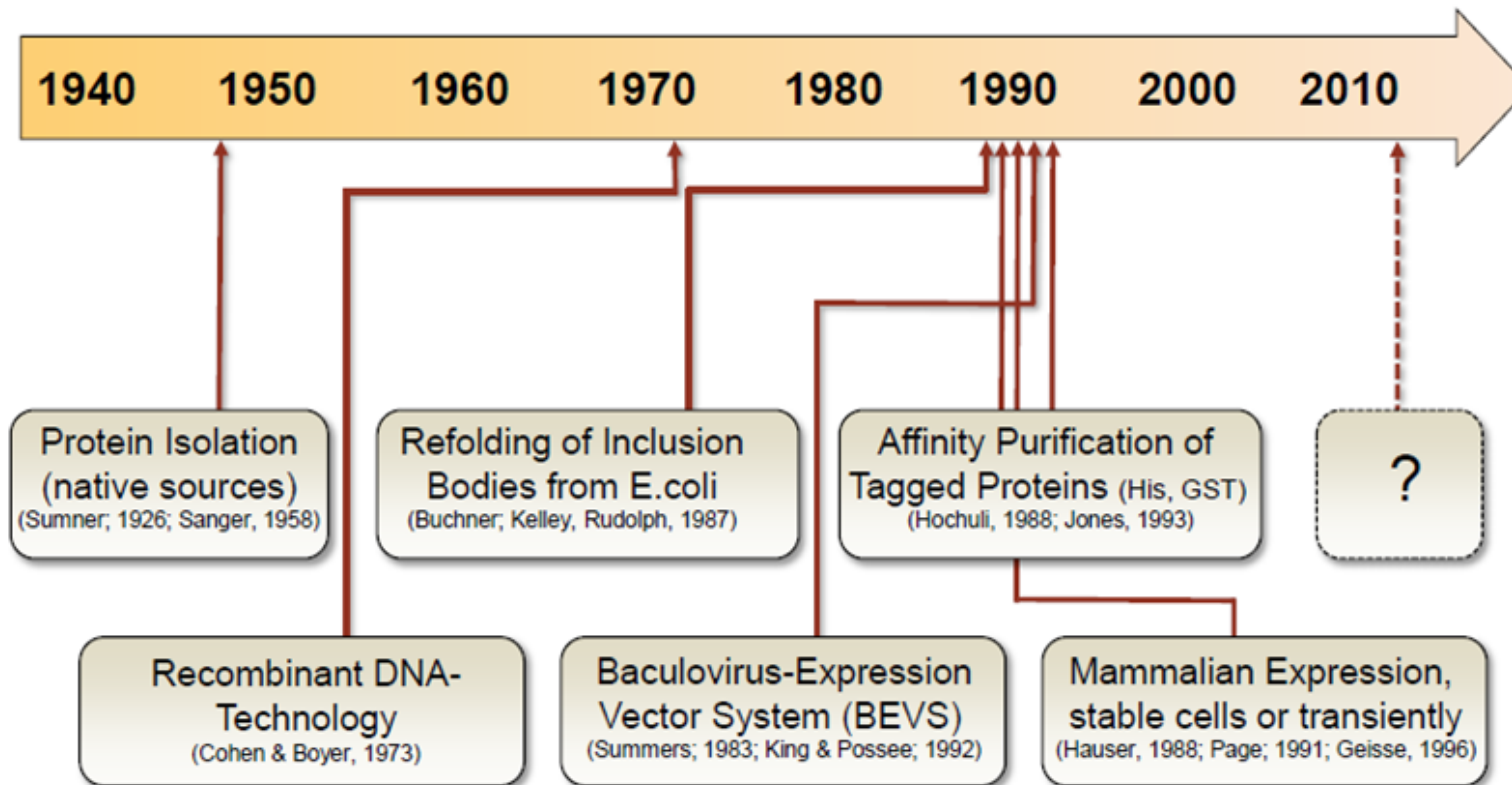 1940 1950 1960 1970 1980 1990 2000 2010
Protein Isolation
(native sources)
(Sumner; 1926; Sanger, 1958)
Refolding of Inclusion
Bodies from E.coli
(Buchner; Kelley, Rudolph, 1987)
Affinity Purification of
Tagged Proteins (His, GST)
(Hochuli, 1988; Jones, 1993)
?
Recombinant DNA-
Technology
(Cohen & Boyer, 1973)
Baculovirus-Expression
Vector System (BEVS)
(Summers; 1983; King & Possee; 1992)
Mammalian Expression,
stable cells or transiently
(Hauser, 1988; Page; 1991; Geisse, 1996)